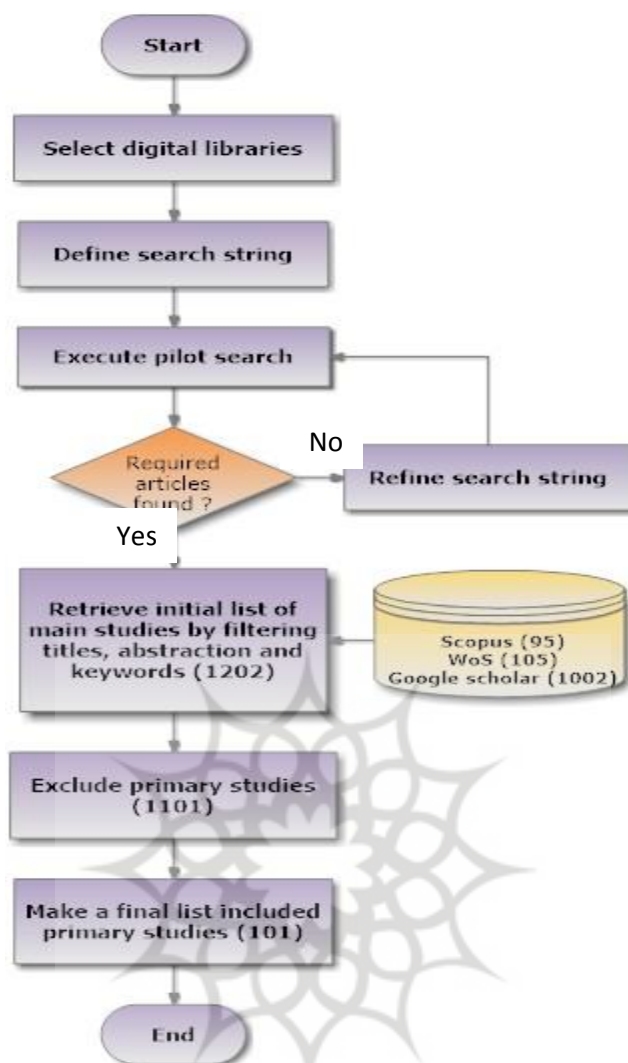 Start
Select digital libraries
Define search string
Execute pilot search
Required
articles
found ?
No
Refine search string
Yes
Retrieve initial list of
main studies by filtering
titles, abstraction and
keywords (1202)
Scopus (95)
WoS (105)
Google scholar (1002)
Exclude primary studies
(1101)
Make a final list included
primary studies (101)
End